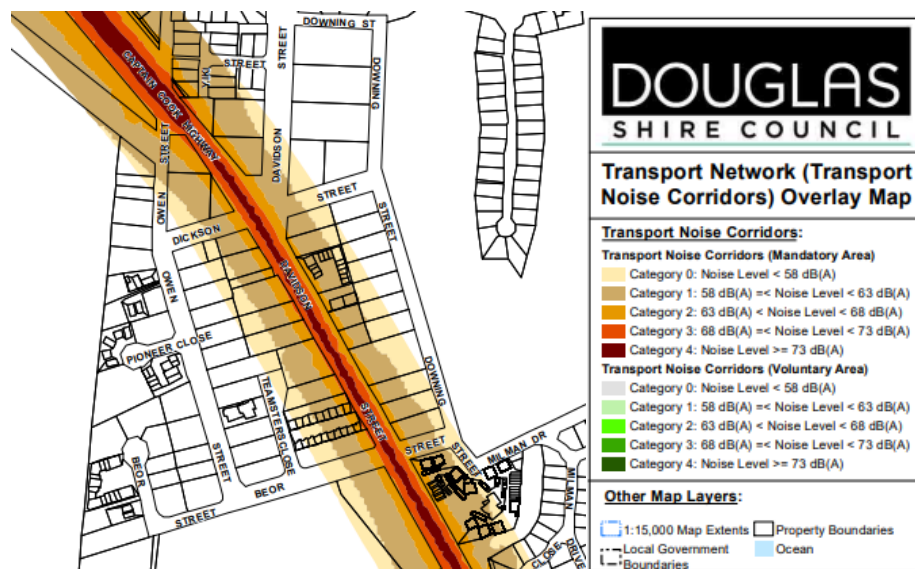 DOWNING ST
STREET
STREET
YIKI
DOWNING
CAPTAIN COOK HIGHWAY
STREET
DAVIDSON
OWEN
STREET
STREET
DICKSON
OWEN
DAVIDSON
PIONEER CLOSE
TEAMSTERS CLOSE
DOWNING
STREET
STREET
STREET
MILMAN DR
BEOR
STREET
BEOR
STREET
MILMAN
CLOSE
DRIVE
DOUGLAS
SHIRE COUNCIL
Transport Network (Transport
Noise Corridors) Overlay Map
Transport Noise Corridors:
Transport Noise Corridors (Mandatory Area)
Category 0: Noise Level < 58 dB(A)
Category 1: 58 dB(A) =< Noise Level < 63 dB(A)
Category 2: 63 dB(A) < Noise Level < 68 dB(A)
Category 3: 68 dB(A) =< Noise Level < 73 dB(A)
Category 4: Noise Level >= 73 dB(A)
Transport Noise Corridors (Voluntary Area)
Category 0: Noise Level < 58 dB(A)
Category 1: 58 dB(A) =< Noise Level < 63 dB(A)
Category 2: 63 dB(A) < Noise Level < 68 dB(A)
Category 3: 68 dB(A) =< Noise Level < 73 dB(A)
Category 4: Noise Level >= 73 dB(A)
Other Map Layers:
1:15,000 Map Extents
Property Boundaries
Local Government
Boundaries
Ocean